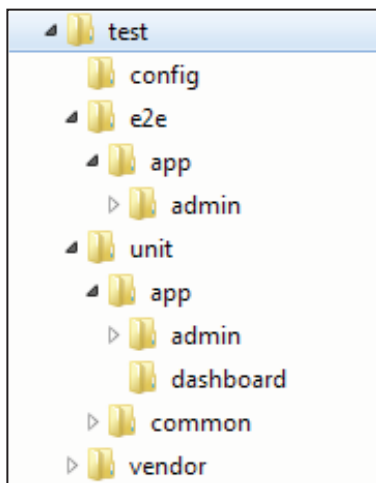 test
config
e2e
app
admin
unit
app
admin
dashboard
common
vendor